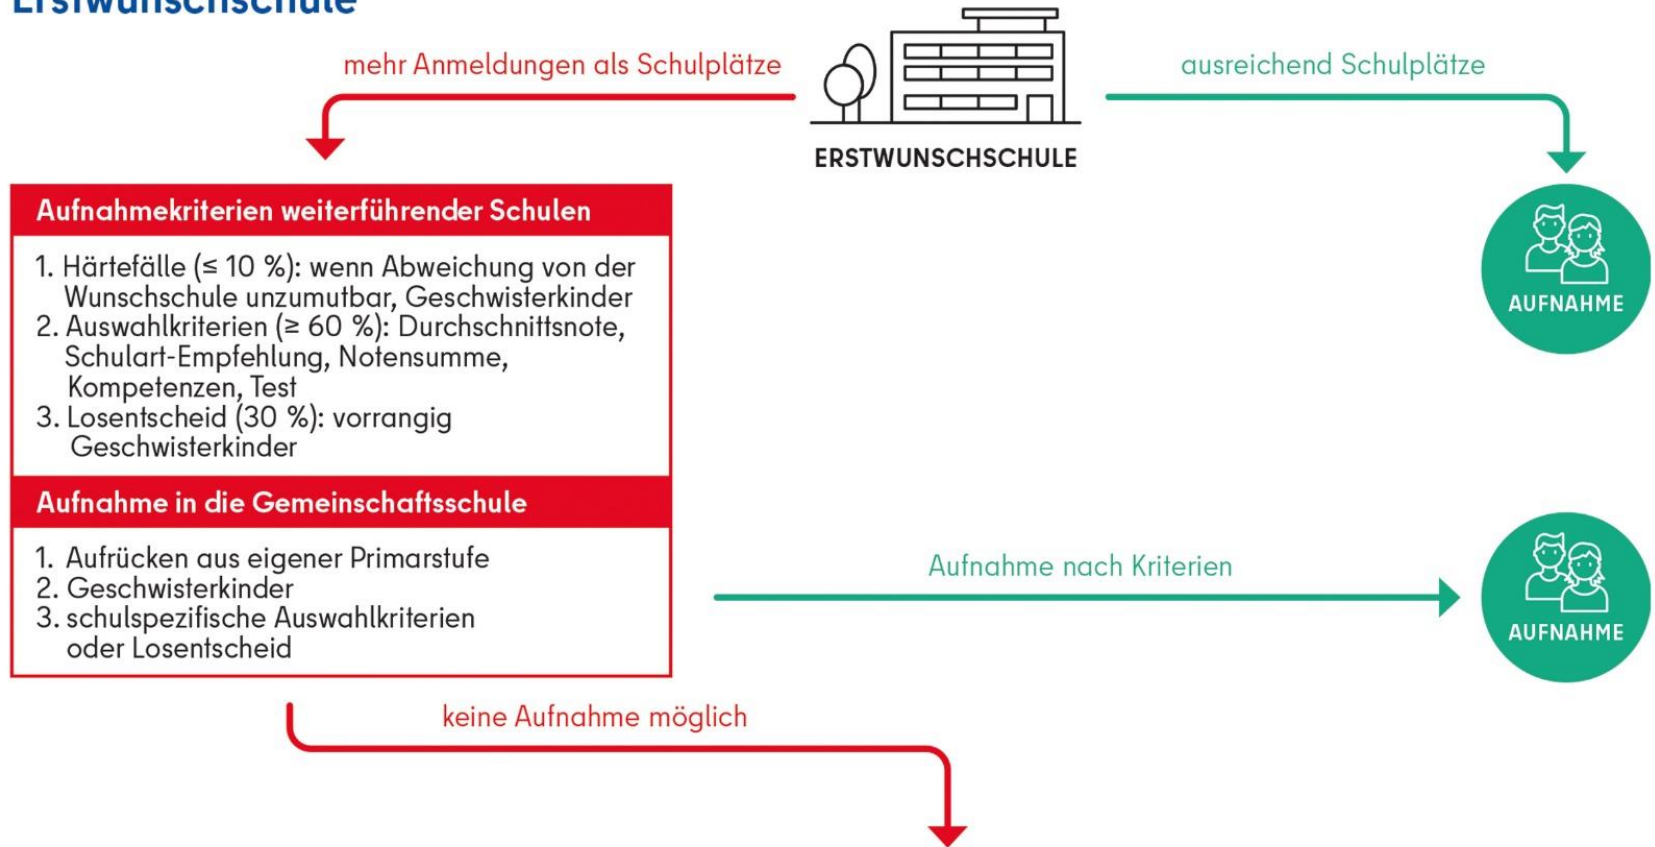 Erstwunschschule
mehr Anmeldungen als Schulplätze
ausreichend Schulplätze
ERSTWUNSCHSCHULE
Aufnahmekriterien weiterführender Schulen
1. Härtefälle (≤ 10 %): wenn Abweichung von der
Wunschschule unzumutbar, Geschwisterkinder
2. Auswahlkriterien (≥ 60 %): Durchschnittsnote,
Schulart-Empfehlung, Notensumme,
Kompetenzen, Test
3. Losentscheid (30 %): vorrangig
Geschwisterkinder
AUFNAHME
Aufnahme in die Gemeinschaftsschule
1. Aufrücken aus eigener Primarstufe
2. Geschwisterkinder
3. schulspezifische Auswahlkriterien
oder Losentscheid
Aufnahme nach Kriterien
AUFNAHME
keine Aufnahme möglich